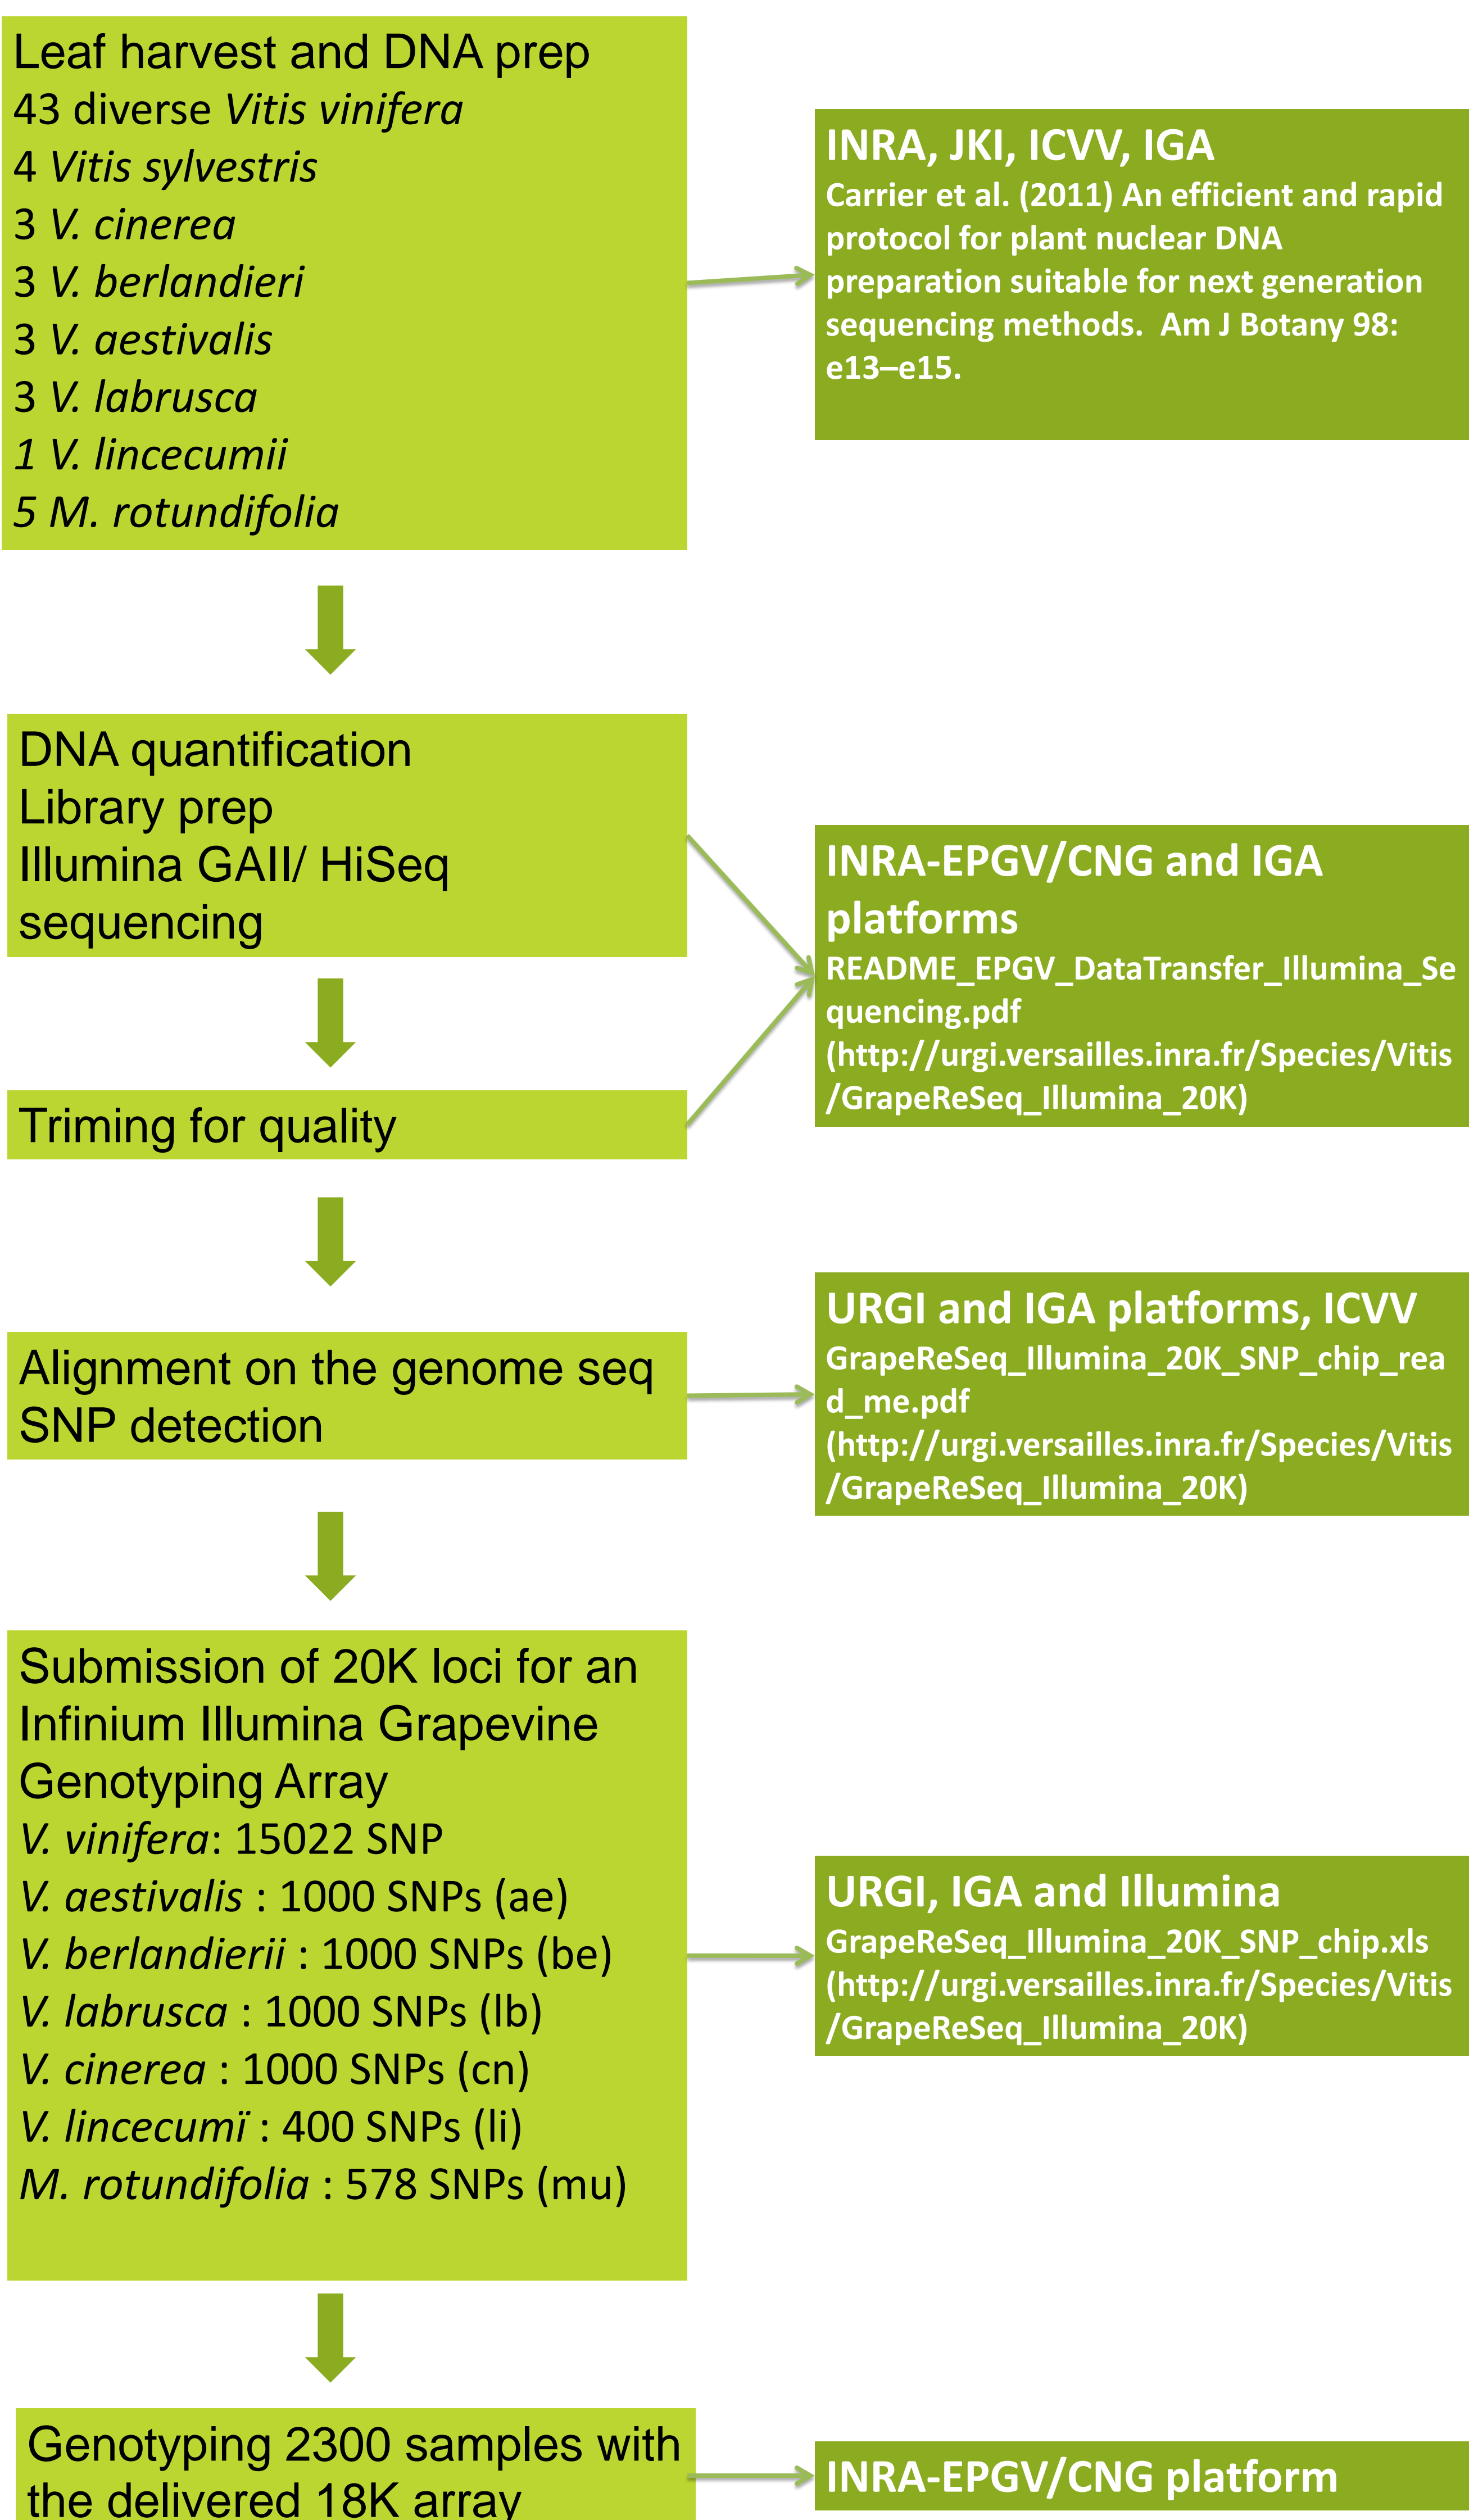 Leaf harvest and DNA prep
43 diverse Vitis vinifera
4 Vitis sylvestris
3 V. cinerea
3 V. berlandieri
3 V. aestivalis
3 V. labrusca
1 V. lincecumii
5 M. rotundifolia
INRA, JKI, ICVV, IGA
Carrier et al. (2011) An efficient and rapid
protocol for plant nuclear DNA
preparation suitable for next generation
sequencing methods.  Am J Botany 98:
e13–e15.
DNA quantification
Library prep
Illumina GAII/ HiSeq
sequencing
Triming for quality
INRA-EPGV/CNG and IGA
platforms
README_EPGV_DataTransfer_Illumina_Se
quencing.pdf
(http://urgi.versailles.inra.fr/Species/Vitis
/GrapeReSeq_Illumina_20K)
Alignment on the genome seq
SNP detection
URGI and IGA platforms, ICVV
GrapeReSeq_Illumina_20K_SNP_chip_rea
d_me.pdf
(http://urgi.versailles.inra.fr/Species/Vitis
/GrapeReSeq_Illumina_20K)
Submission of 20K loci for an
Infinium Illumina Grapevine
Genotyping Array
V. vinifera: 15022 SNP
V. aestivalis : 1000 SNPs (ae)
V. berlandierii : 1000 SNPs (be)
V. labrusca : 1000 SNPs (lb)
V. cinerea : 1000 SNPs (cn)
V. lincecumï : 400 SNPs (li)
M. rotundifolia : 578 SNPs (mu)
URGI, IGA and Illumina
GrapeReSeq_Illumina_20K_SNP_chip.xls
(http://urgi.versailles.inra.fr/Species/Vitis
/GrapeReSeq_Illumina_20K)
Genotyping 2300 samples with
the delivered 18K array
INRA-EPGV/CNG platform